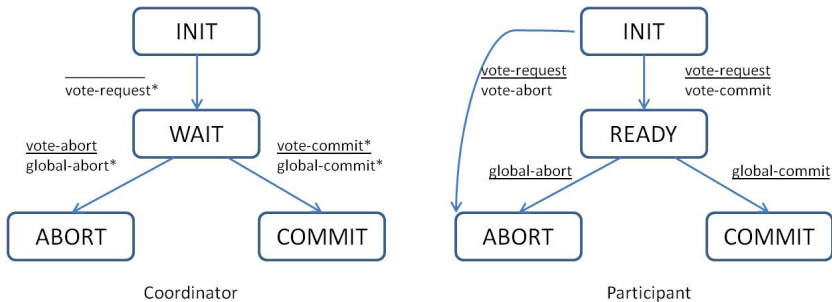 INIT
vote-request*
WAIT
vote-abort
global-abort*
vote-commit*
global-commit*
ABORT
COMMIT
Coordinator
INIT
vote-request
vote-abort
vote-request
vote-commit
READY
global-abort
global-commit
ABORT
COMMIT
Participant